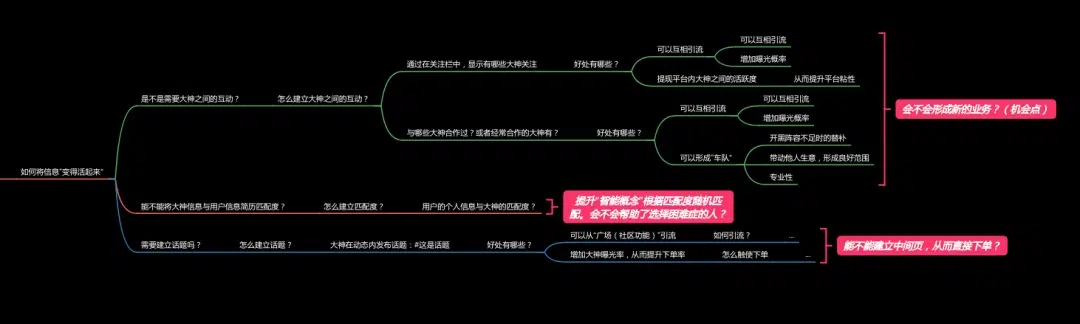 如何将信息"变得活起来"
是不是需要大神之间的互动？
怎么建立大神之间的互动？
通过在关注栏中，显示有哪些大神关注
好处有哪些？
可以互相引流
可以互相引流
增加曝光概率
提现平台内大神之间的活跃度
从而提升平台粘性
与哪些大神合作过？或者经常合作的大神有？
好处有哪些？
可以互相引流
可以互相引流
增加曝光概率
可以形成"车队"
开黑阵容不足时的替补
带动他人生意，形成良好范围
专业性
会不会形成新的业务？（机会点）
能不能将大神信息与用户信息简历匹配度？
怎么建立匹配度？
用户的个人信息与大神的匹配度？
提升"智能概念"根据匹配度随机匹
配。会不会帮助了选择困难症的人？
需要建立话题吗？
怎么建立话题？
大神在动态内发布话题：#这是话题
好处有哪些？
可以从"广场（社区功能）"引流
如何引流？
...
增加大神曝光率，从而提升下单率
怎么触使下单
...
能不能建立中间页，从而直接下单？